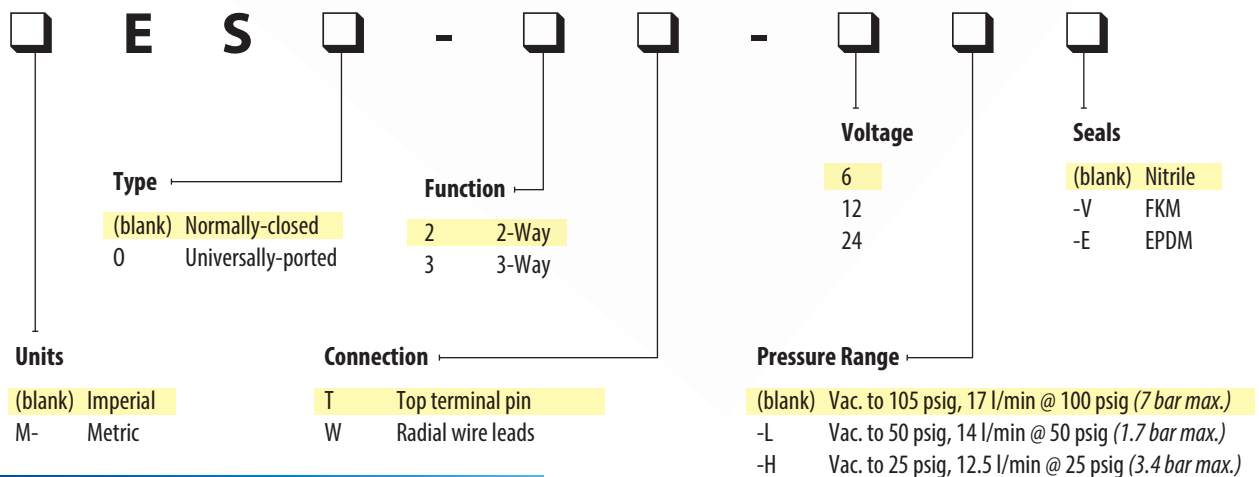 E S - -
Voltage
6
12
24
Seals
(blank) Nitrile
-V FKM
-E EPDM
Type
(blank) Normally-closed
O Universally-ported
Function
2 2-Way
3 3-Way
Units
(blank) Imperial
M- Metric
Connection
T Top terminal pin
W Radial wire leads
Pressure Range
(blank) Vac. to 105 psig, 17 l/min @ 100 psig (7 bar max.)
-L Vac. to 50 psig, 14 l/min @ 50 psig (1.7 bar max.)
-H Vac. to 25 psig, 12.5 l/min @ 25 psig (3.4 bar max.)